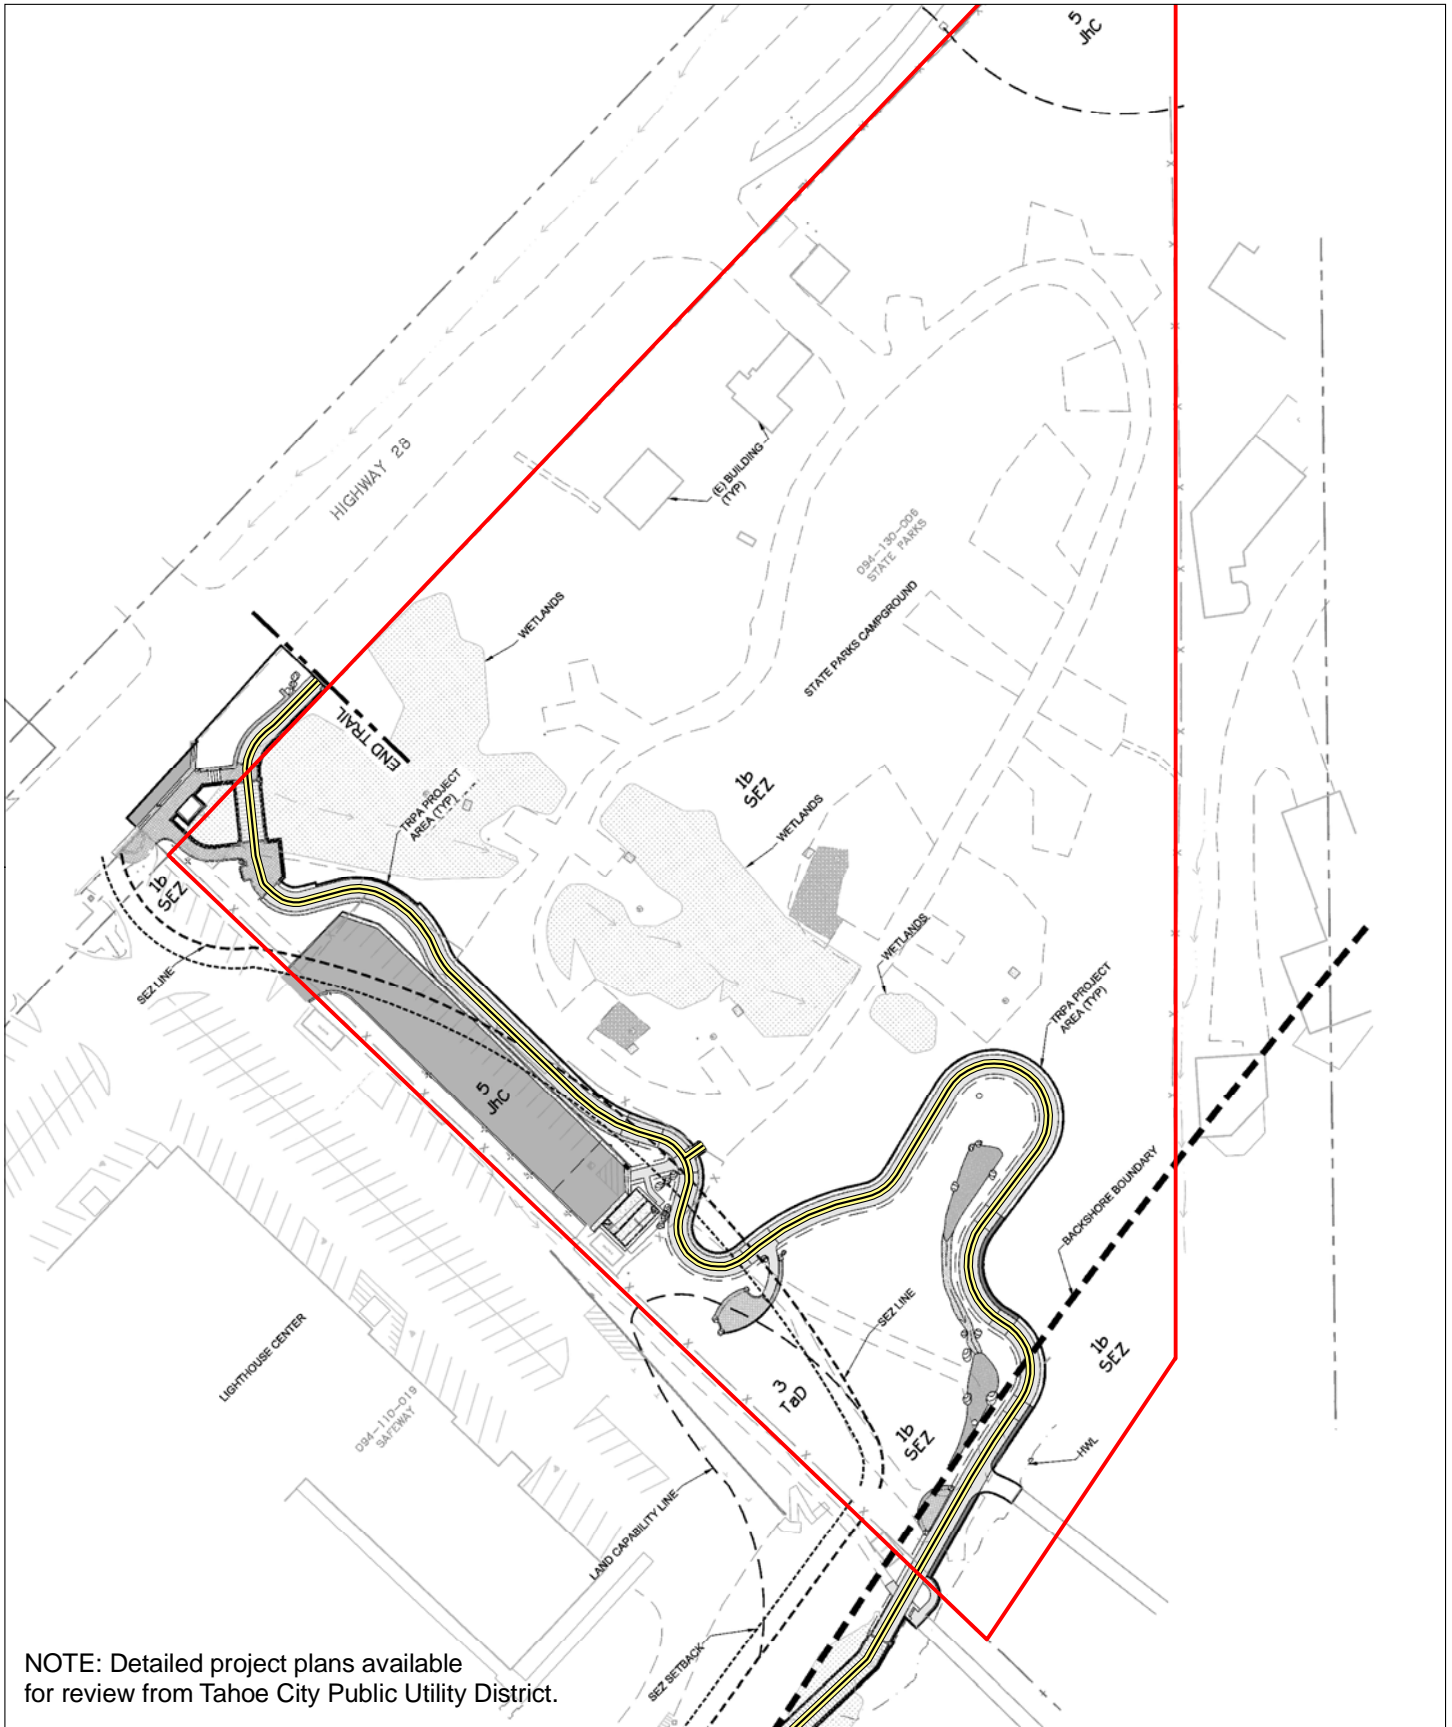 5
JhC
HIGHWAY 28
(E) BUILDING
(TYP)
094-130-006
STATE PARKS
STATE PARKS CAMPGROUND
WETLANDS
END TRAIL
TRPA PROJECT
AREA (TYP)
1b
SEZ
WETLANDS
1b
SEZ
SEZ LINE
WETLANDS
TRPA PROJECT
AREA (TYP)
5
JhC
BACKSHORE BOUNDARY
SEZ LINE
LIGHTHOUSE CENTER
094-110-019
SAFEWAY
3
TaD
1b
SEZ
1b
SEZ
HWL
LAND CAPABILITY LINE
SEZ SETBACK
NOTE: Detailed project plans available
for review from Tahoe City Public Utility District.